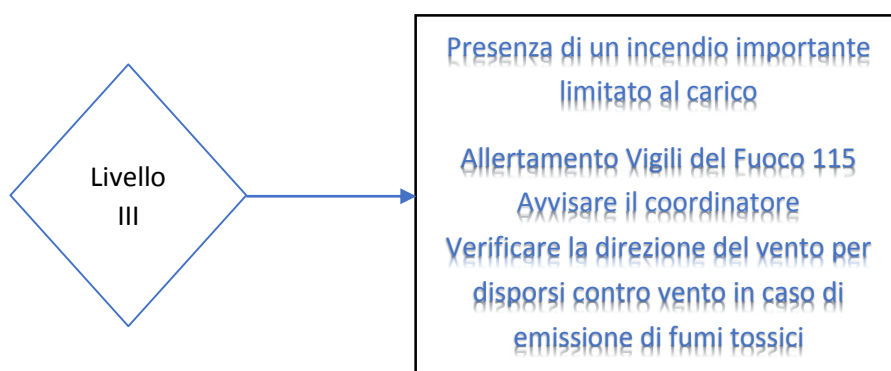 Livello
III
Presenza di un incendio importante
limitato al carico
Allertamento Vigili del Fuoco 115
Avvisare il coordinatore
Verificare la direzione del vento per
disporsi contro vento in caso di
emissione di fumi tossici